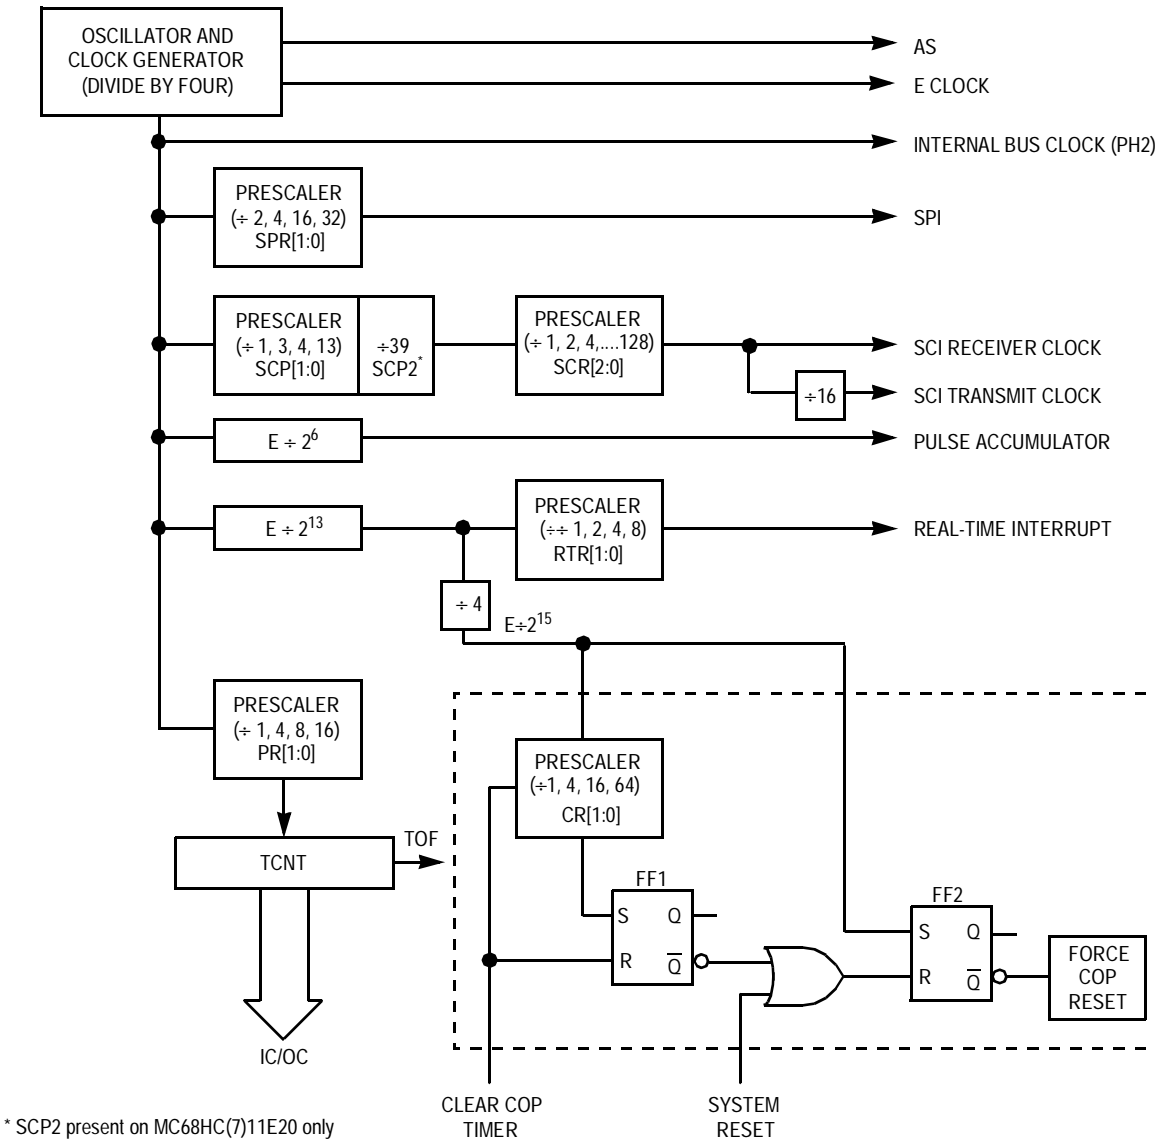 OSCILLATOR AND
CLOCK GENERATOR
(DIVIDE BY FOUR)
AS
E CLOCK
INTERNAL BUS CLOCK (PH2)
PRESCALER
(÷ 2, 4, 16, 32)
SPR[1:0]
SPI
PRESCALER
(÷ 1, 3, 4, 13)
SCP[1:0]
÷39
SCP2*
PRESCALER
(÷ 1, 2, 4,....128)
SCR[2:0]
SCI RECEIVER CLOCK
÷16
SCI TRANSMIT CLOCK
E ÷ 2⁶
PULSE ACCUMULATOR
E ÷ 2¹³
PRESCALER
(÷÷ 1, 2, 4, 8)
RTR[1:0]
REAL-TIME INTERRUPT
÷ 4
E÷2¹⁵
PRESCALER
(÷ 1, 4, 8, 16)
PR[1:0]
PRESCALER
(÷1, 4, 16, 64)
CR[1:0]
TCNT
TOF
FF1
S Q
R Q̅
FF2
S Q
R Q̅
FORCE
COP
RESET
IC/OC
CLEAR COP
TIMER
SYSTEM
RESET
* SCP2 present on MC68HC(7)11E20 only